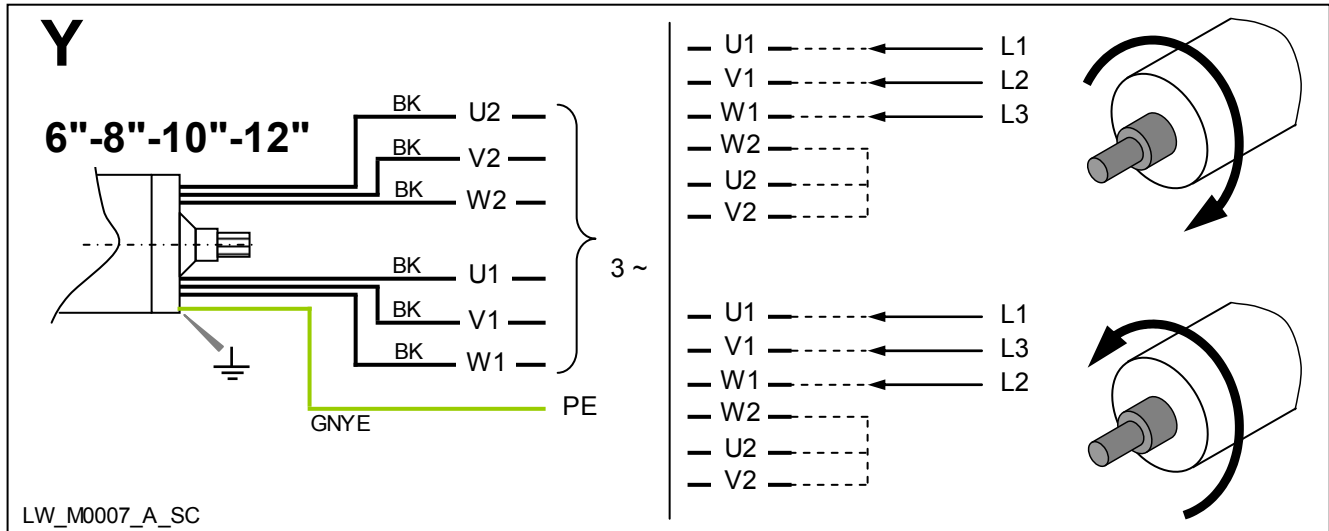 Y
6"-8"-10"-12"
BK U2
BK V2
BK W2
BK U1
BK V1
BK W1
3 ~
GNYE
PE
LW_M0007_A_SC
U1 L1
V1 L2
W1 L3
W2
U2
V2
U1 L1
V1 L3
W1 L2
W2
U2
V2